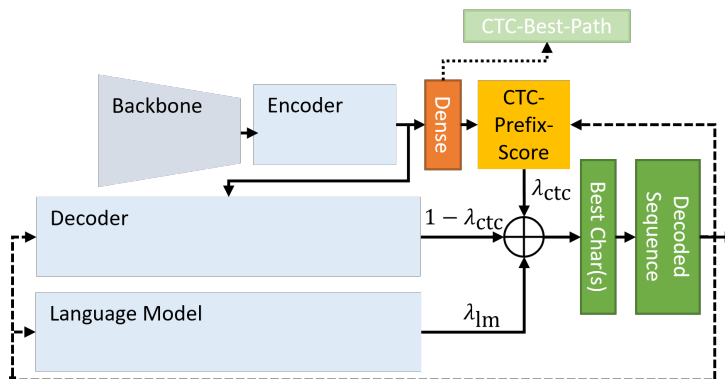 CTC-Best-Path
Backbone
Encoder
Dense
CTC-
Prefix-
Score
λctc
Decoder
1 − λctc
Best Char(s)
Decoded
Sequence
Language Model
λlm